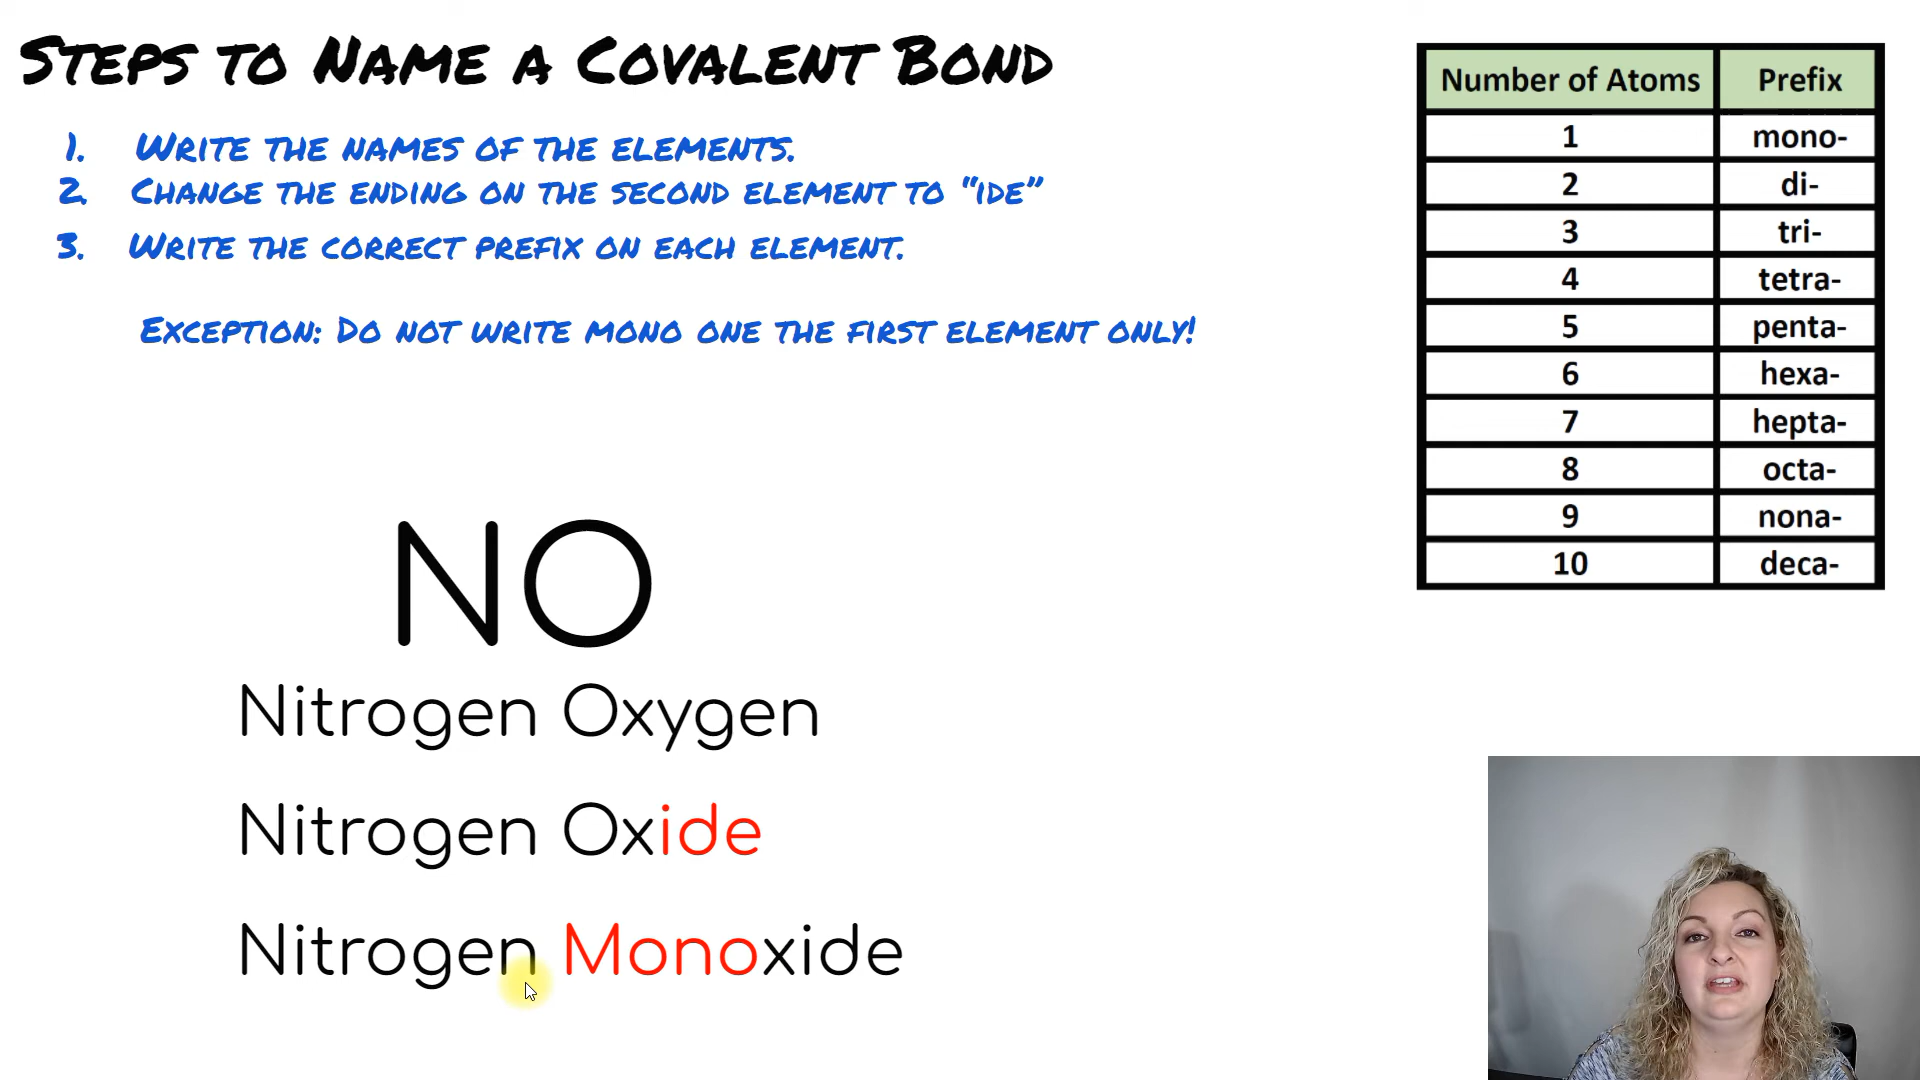 Steps to Name a Covalent Bond
1. Write the names of the elements.
2. Change the ending on the second element to “ide”
3. Write the correct prefix on each element.
Exception: Do not write mono one the first element only!
NO
Nitrogen Oxygen
Nitrogen Oxide
Nitrogen Monoxide
Number of Atoms Prefix
1 mono-
2 di-
3 tri-
4 tetra-
5 penta-
6 hexa-
7 hepta-
8 octa-
9 nona-
10 deca-